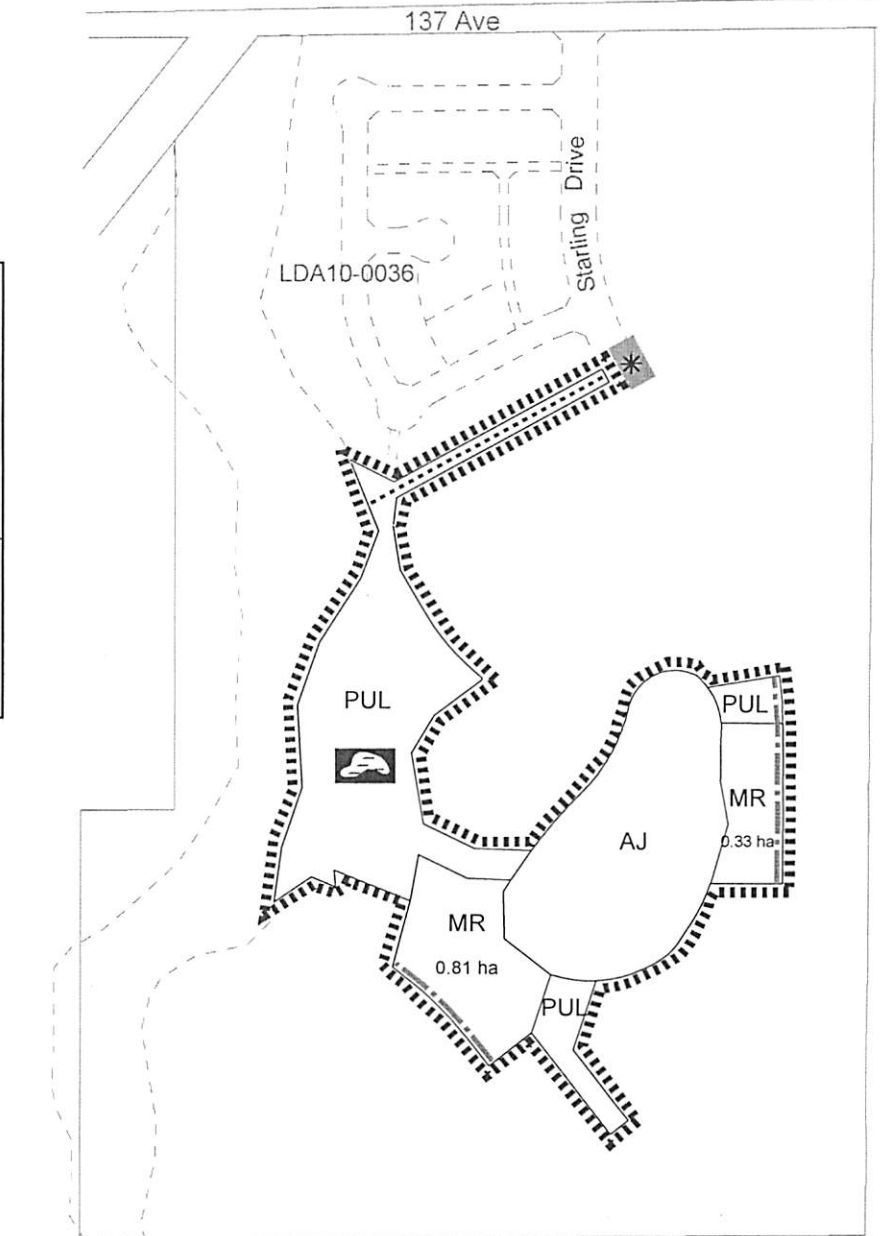 137 Ave
Starling Drive
LDA10-0036
PUL
PUL
MR
0.33 ha
AJ
MR
0.81 ha
PUL